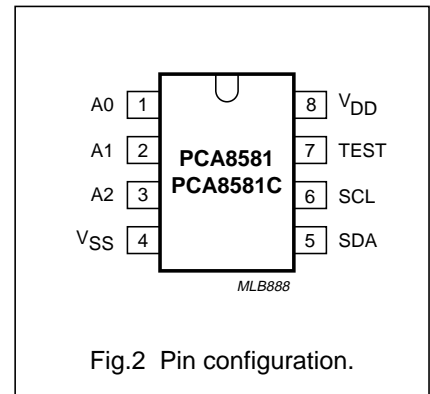 A0 1 8 VDD
A1 2 PCA8581 7 TEST
A2 3 PCA8581C 6 SCL
VSS 4 5 SDA
MLB888
Fig.2 Pin configuration.